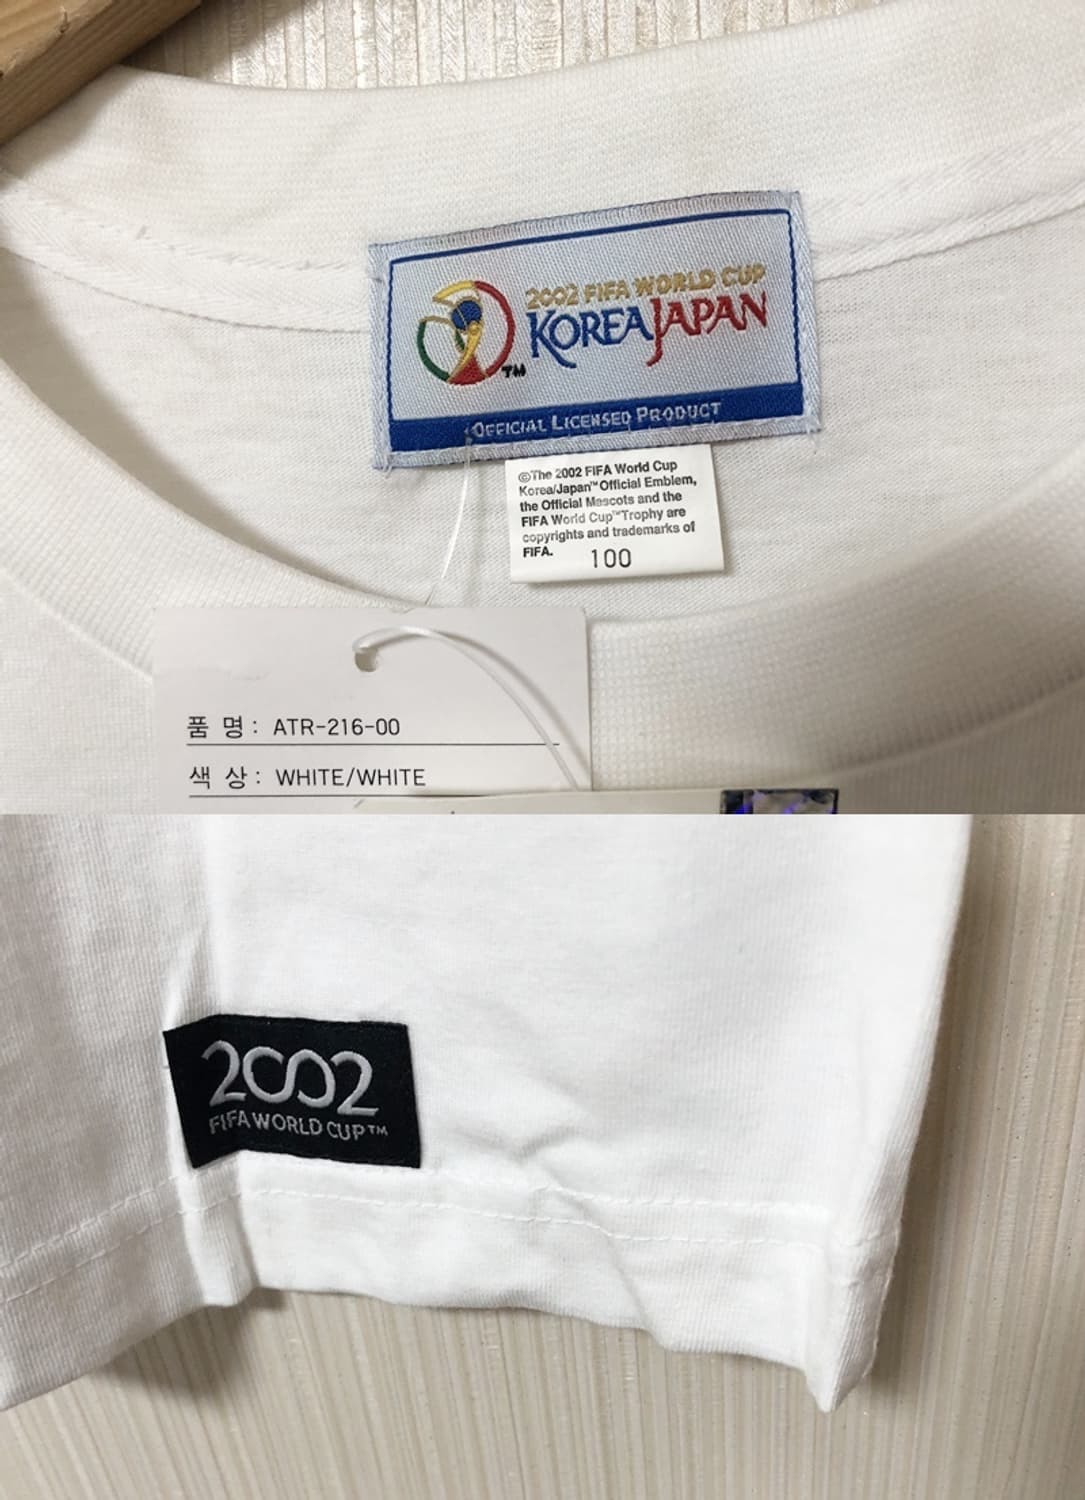 2002 FIFA WORLD CUP
KOREA JAPAN
TM
OFFICIAL LICENSED PRODUCT
©The 2002 FIFA World Cup
Korea/Japan™ Official Emblem,
the Official Mascots and the
FIFA World Cup™ Trophy are
copyrights and trademarks of
FIFA. 100
품 명 : ATR-216-00
색 상 : WHITE/WHITE
2002
FIFA WORLD CUP™